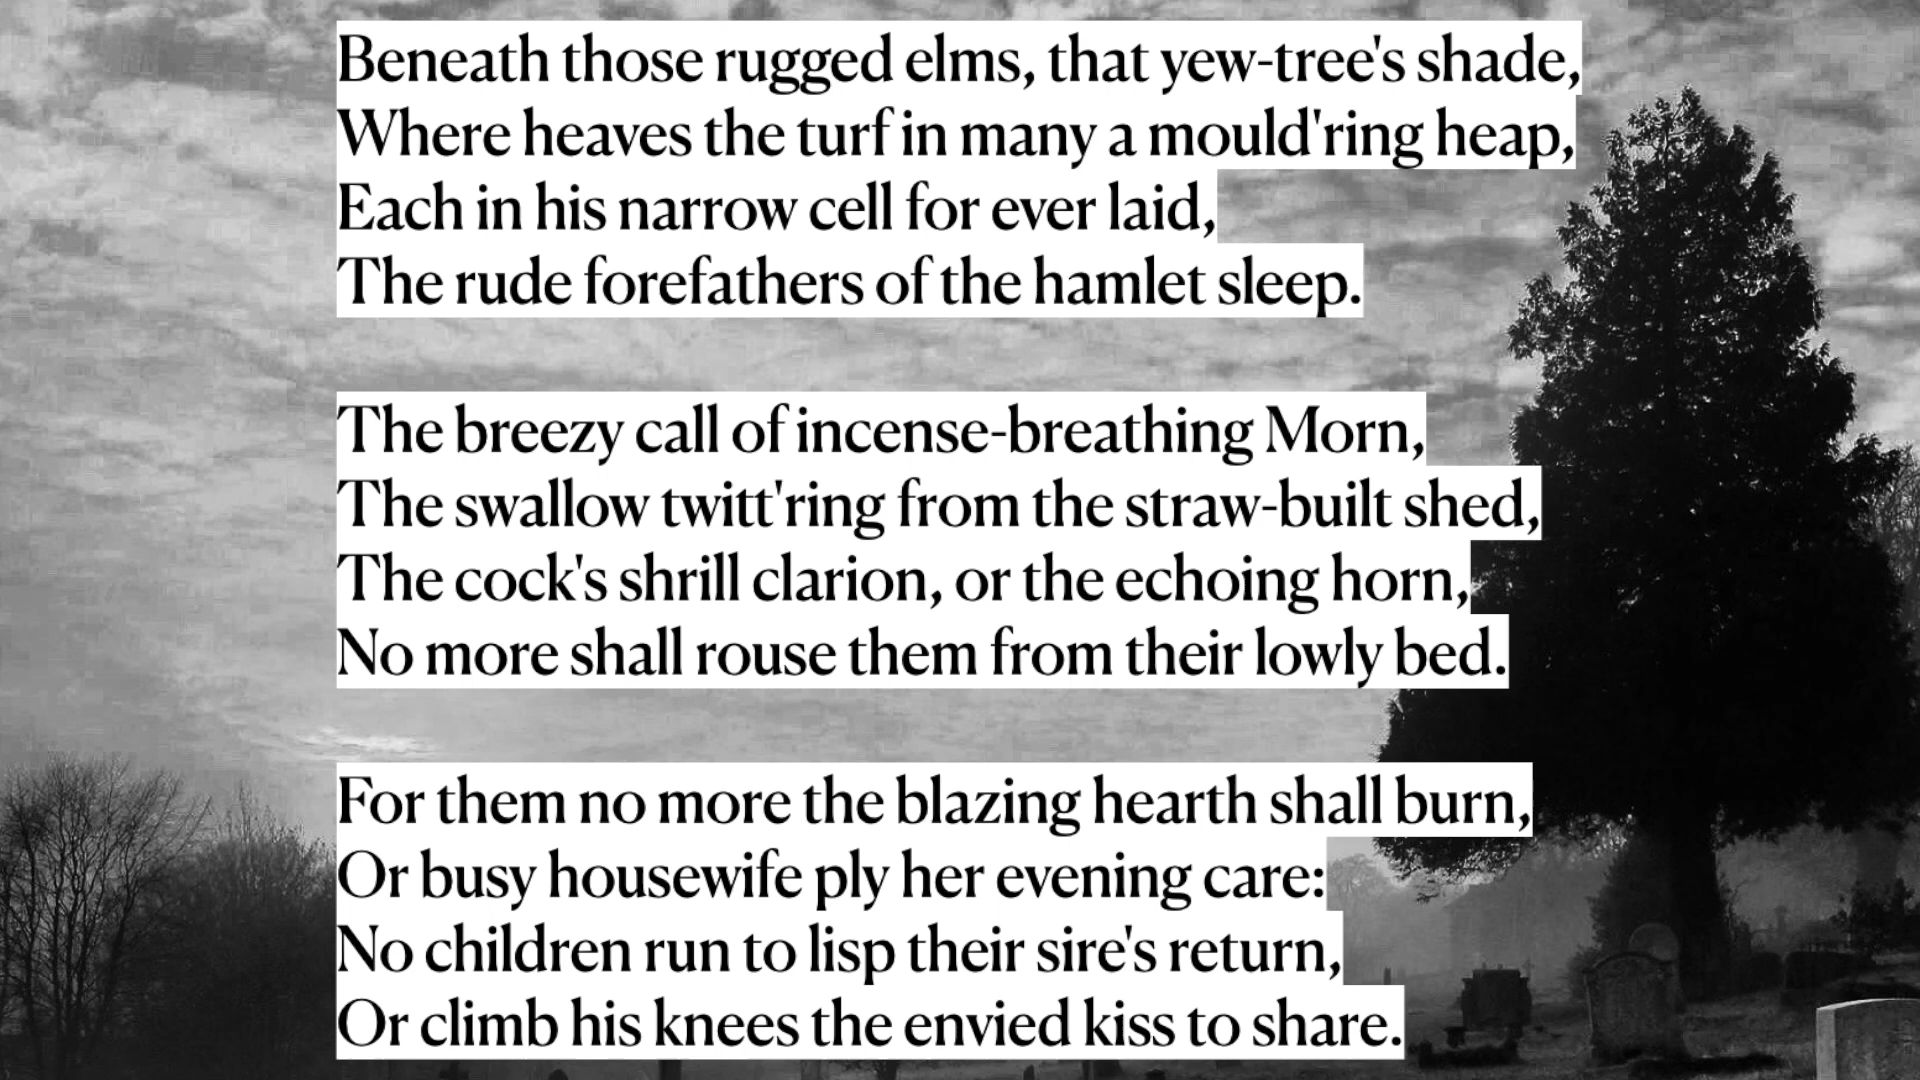 Beneath those rugged elms, that yew-tree's shade,
Where heaves the turf in many a mould'ring heap,
Each in his narrow cell for ever laid,
The rude forefathers of the hamlet sleep.
The breezy call of incense-breathing Morn,
The swallow twitt'ring from the straw-built shed,
The cock's shrill clarion, or the echoing horn,
No more shall rouse them from their lowly bed.
For them no more the blazing hearth shall burn,
Or busy housewife ply her evening care:
No children run to lisp their sire's return,
Or climb his knees the envied kiss to share.